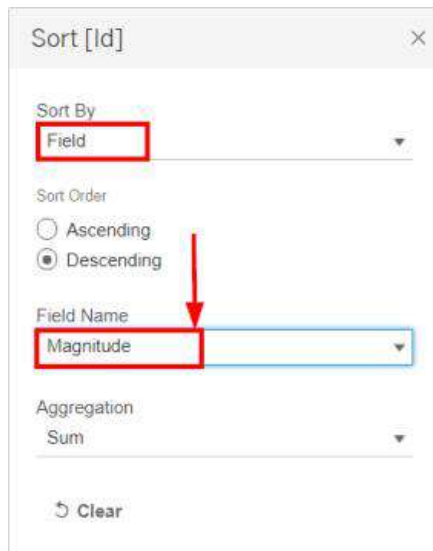 Sort [Id]
Sort By
Field
Sort Order
Ascending
Descending
Field Name
Magnitude
Aggregation
Sum
Clear